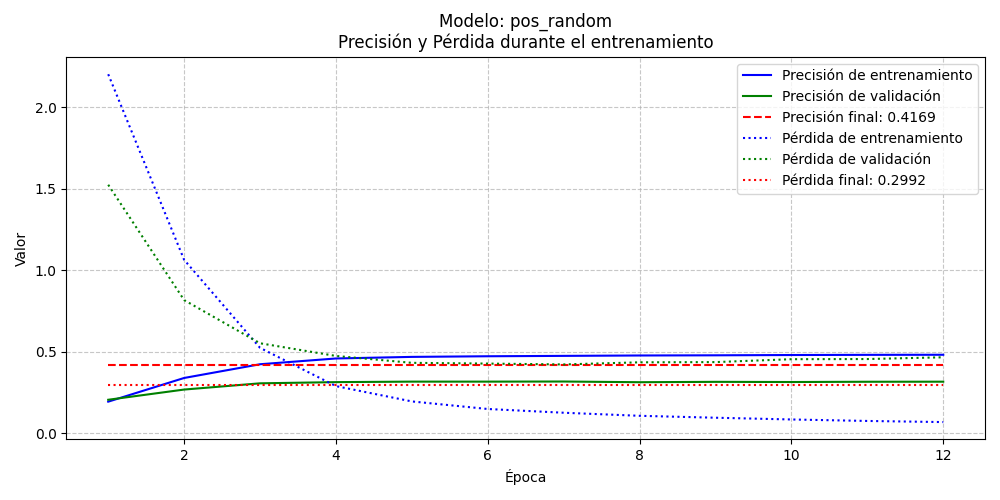 Modelo: pos_random
Precisión y Pérdida durante el entrenamiento
Precisión de entrenamiento
Precisión de validación
Precisión final: 0.4169
Pérdida de entrenamiento
Pérdida de validación
Pérdida final: 0.2992
Valor
2.0
1.5
1.0
0.5
0.0
2 4 6 8 10 12
Época